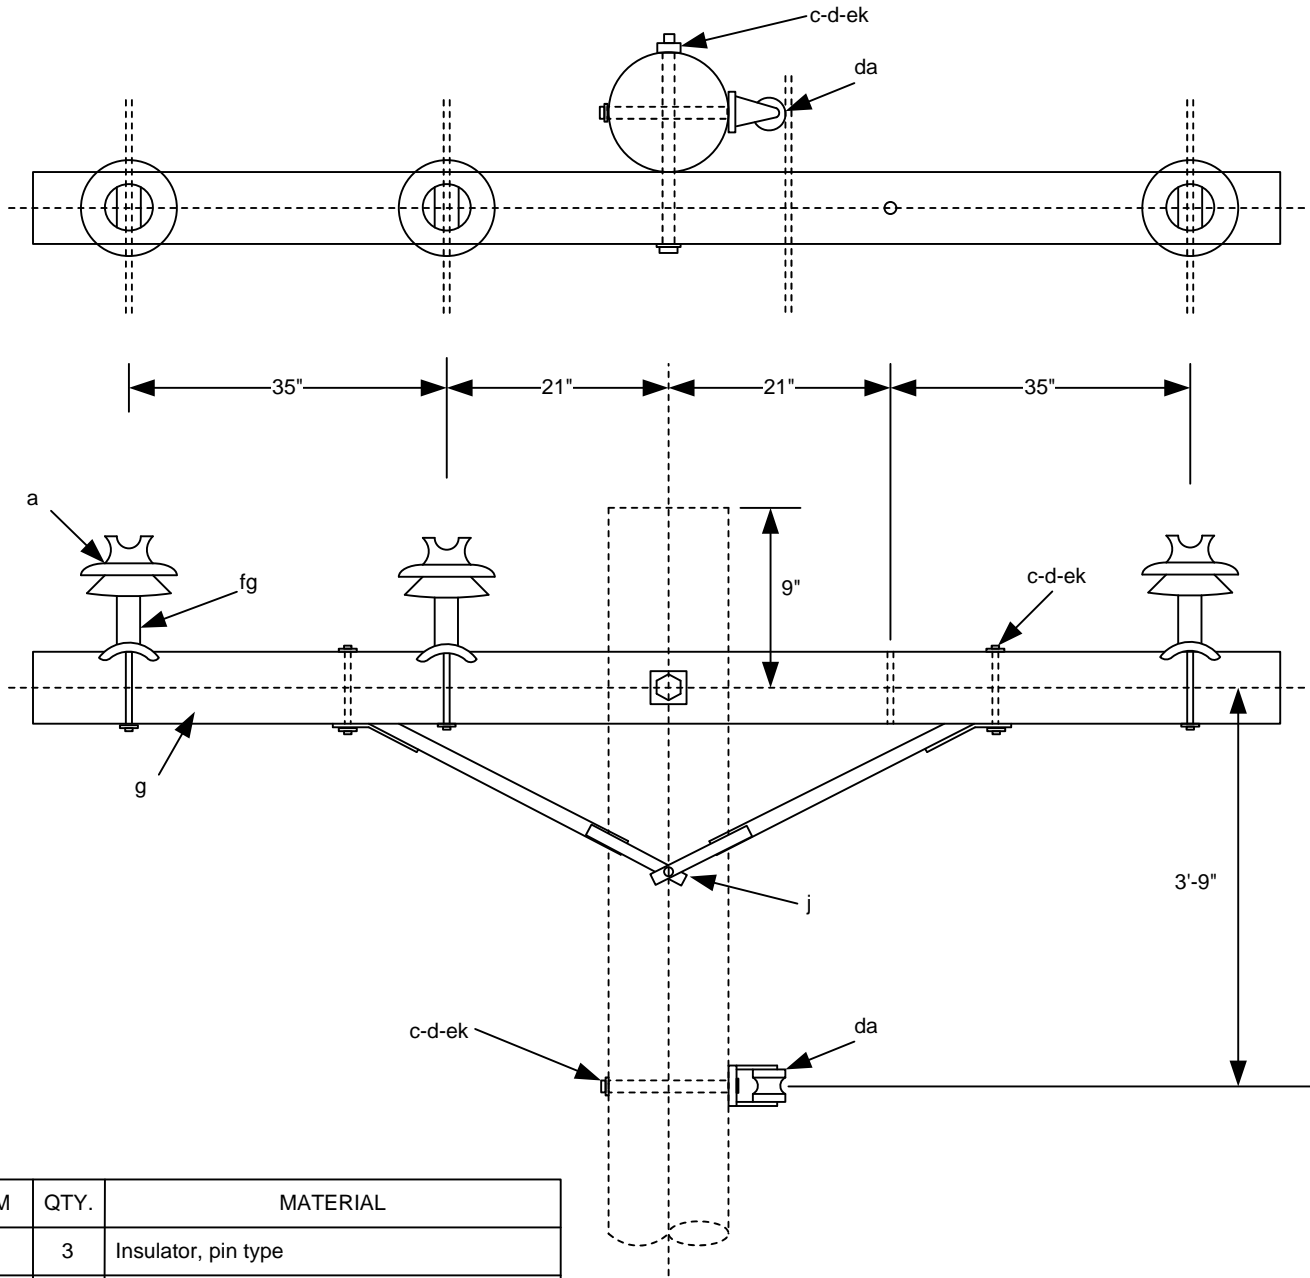 c-d-ek
da
35"
21"
21"
35"
a
fg
9"
c-d-ek
g
j
3'-9"
c-d-ek
da
M QTY. MATERIAL
3 Insulator, pin type